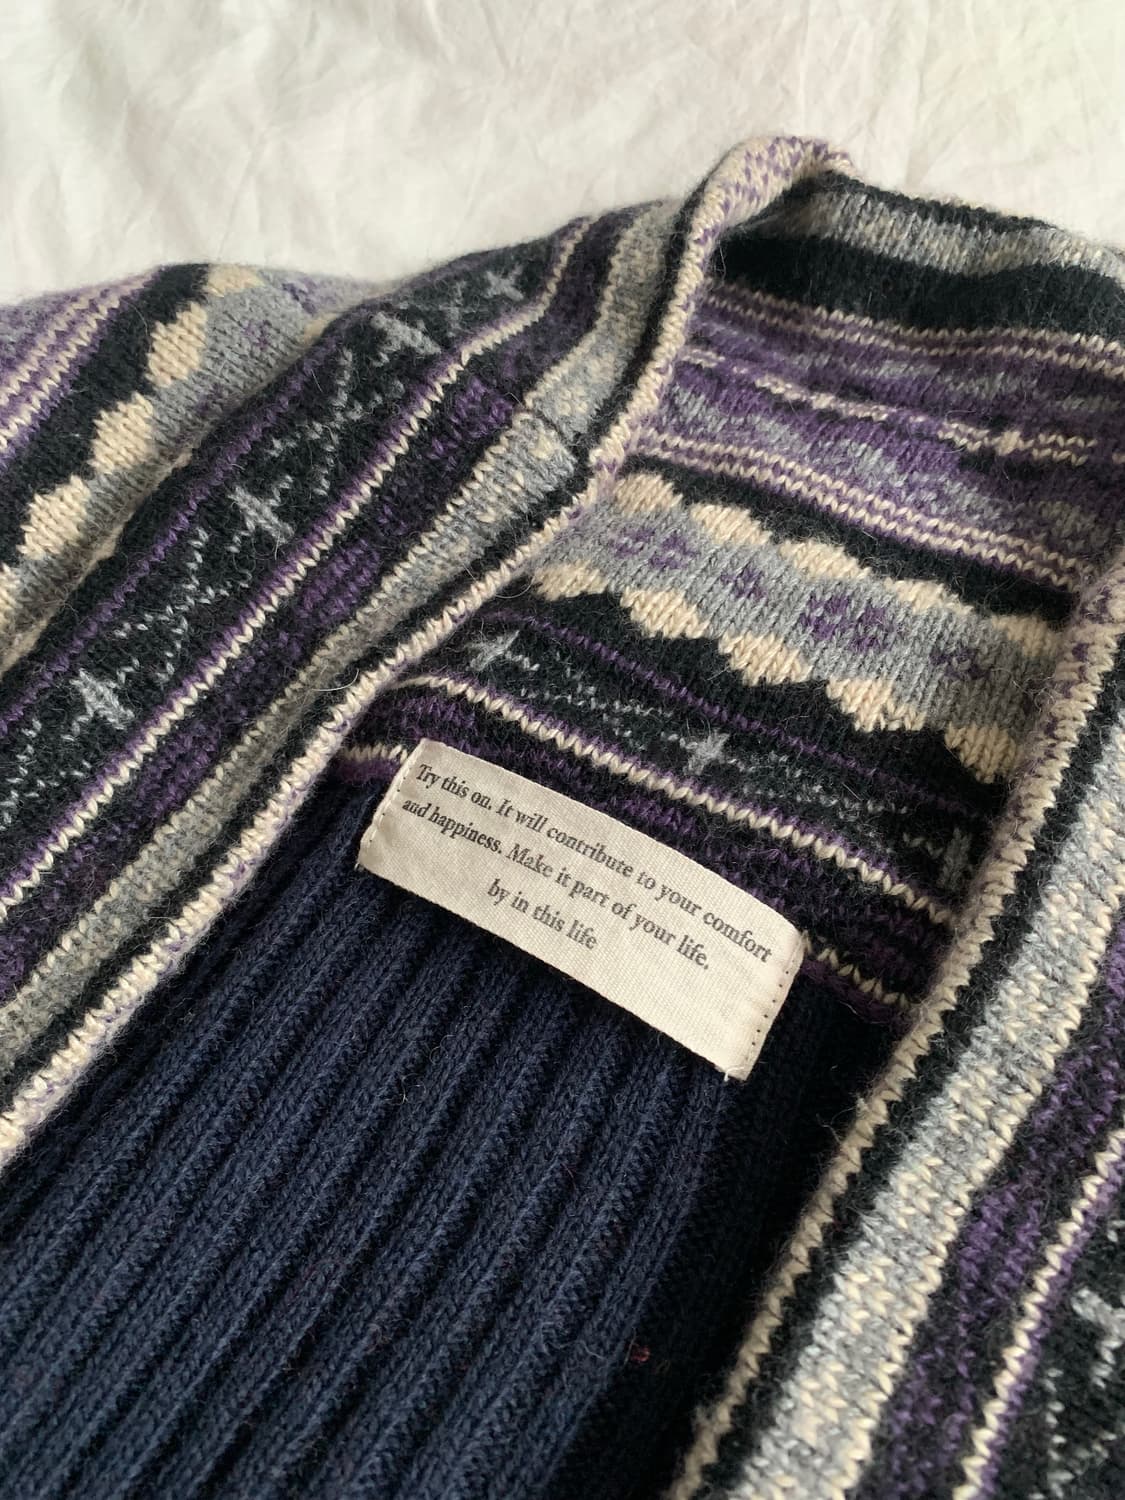 Try this on. It will contribute to your comfort
and happiness. Make it part of your life.
by in this life